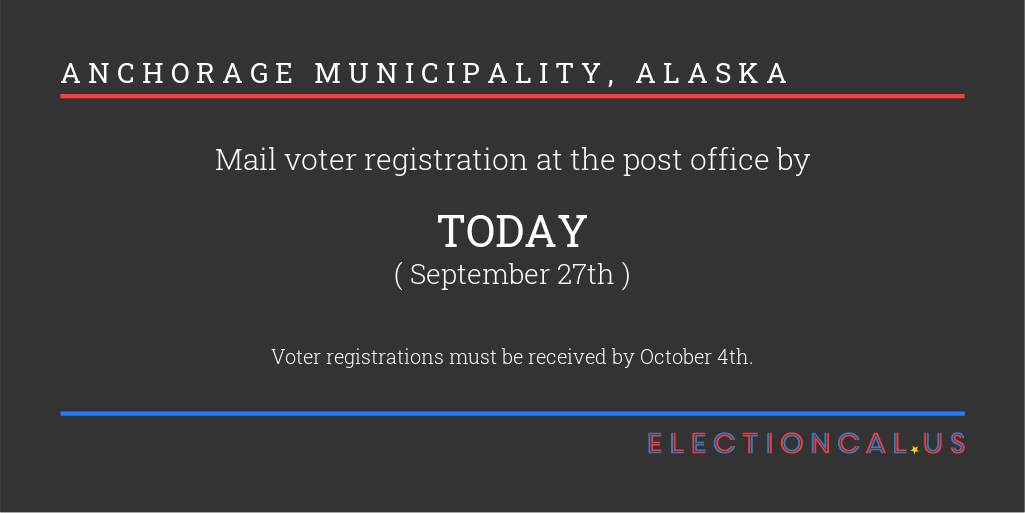 ANCHORAGE MUNICIPALITY, ALASKA
Mail voter registration at the post office by
TODAY
( September 27th )
Voter registrations must be received by October 4th.
ELECTIONCAL.US